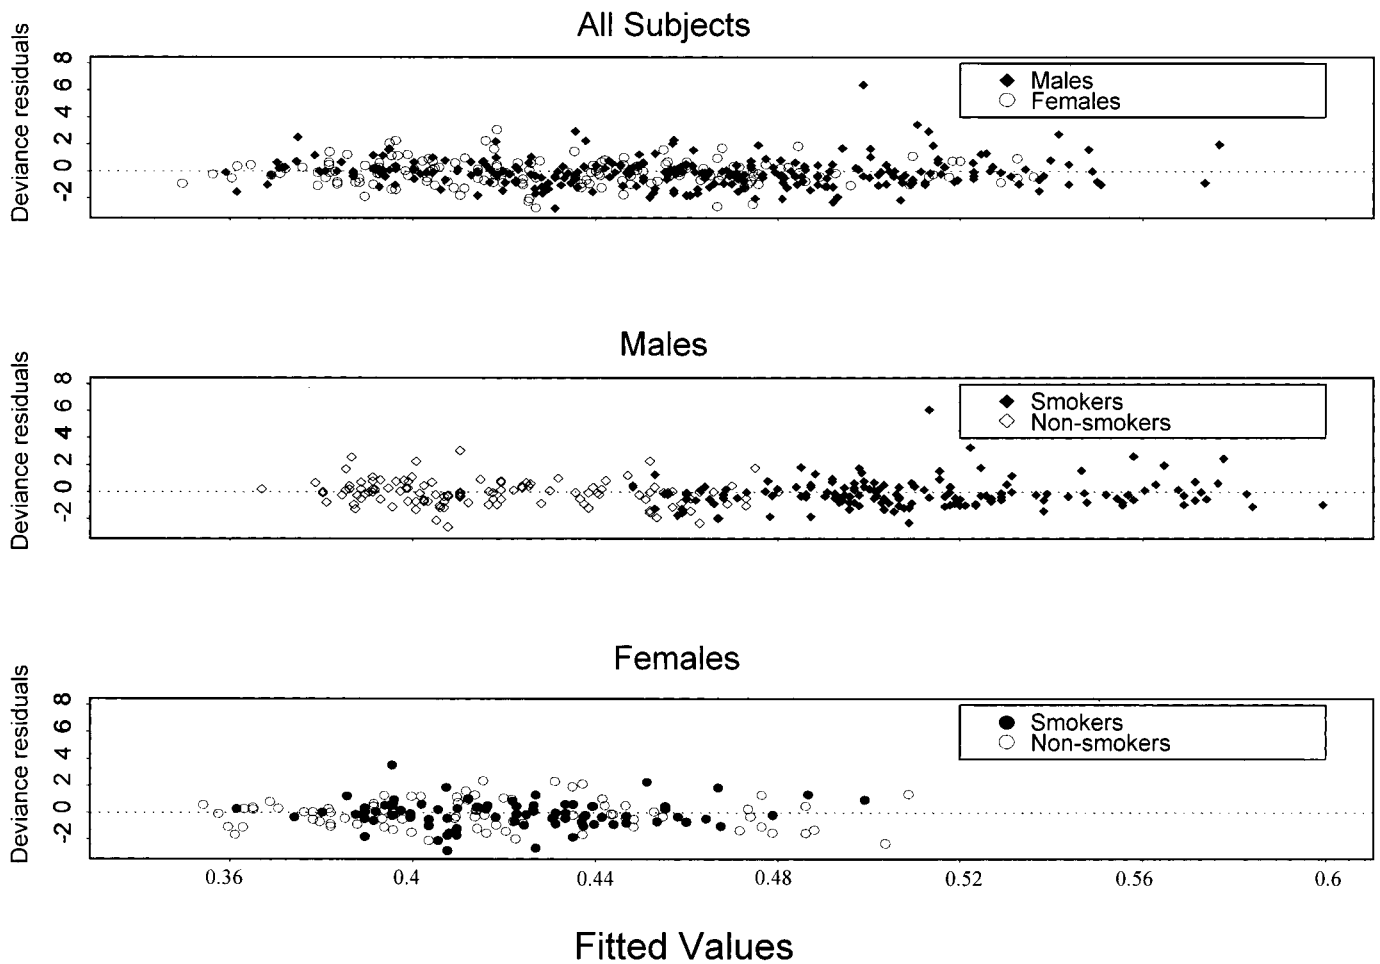 All Subjects
Deviance residuals
8
6
4
2
0
-2
Males
Females
Males
Deviance residuals
8
6
4
2
0
-2
Smokers
Non-smokers
Females
Deviance residuals
8
6
4
2
0
-2
Smokers
Non-smokers
0.36 0.4 0.44 0.48 0.52 0.56 0.6
Fitted Values